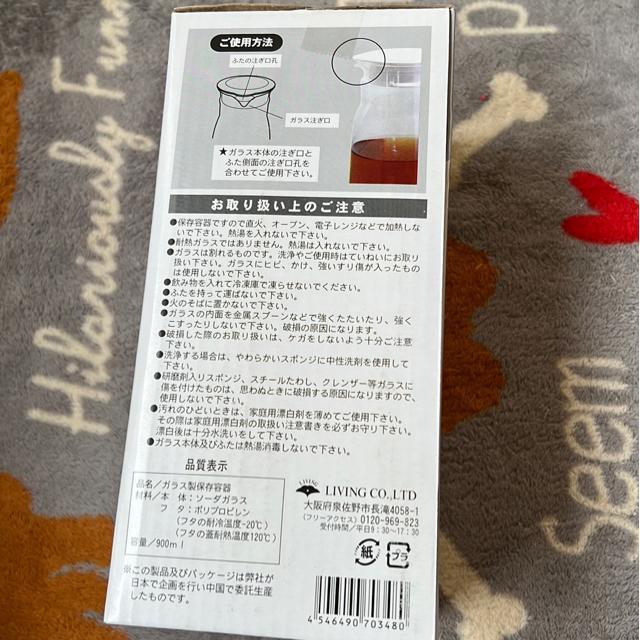 ご使用方法
ふたの注ぎ口孔
ガラス注ぎ口
★ガラス本体の注ぎ口と
ふた側面の注ぎ口孔を
合わせてご使用下さい。
お取り扱い上のご注意
●保存容器ですので直火、オーブン、電子レンジなどで加熱しな
いで下さい。熱湯を入れないで下さい。
●耐熱ガラスではありません。熱湯は入れないで下さい。
●ガラスは割れるものです。洗浄やご使用時はていねいにお取り
扱い下さい。ガラスにヒビ、かけ、強いすり傷が入ったもの
は使用しないで下さい。
●飲み物を入れて冷凍庫で凍らせないでください。
●ふたを持って運ばないで下さい。
●火のそばに置かないで下さい。
●ガラスの内面を金属スプーンなどで強くたたいたり、強く
こすったりしないで下さい。破損の原因になります。
●破損した際のお取り扱いは、ケガをしないよう十分ご注意
下さい。
●洗浄する場合は、やわらかいスポンジに中性洗剤を使用して
下さい。
●研磨剤入りスポンジ、スチールたわし、クレンザー等ガラスに
傷を付けたものは、思わぬときに破損する原因になりますので、
使用しないで下さい。
●汚れのひどいときは、家庭用漂白剤を薄めてご使用下さい。
その際は家庭用漂白剤の取扱い注意書きを必ずお守り下さい。
漂白後は十分水洗いをして下さい。
●ガラス本体及びふたは熱湯消毒しないで下さい。
品質表示
品名／ガラス製保存容器
材料／本 体：ソーダガラス
フ タ：ポリプロピレン
(フタの耐冷温度-20℃)
(フタの蓋耐熱温度120℃)
容量／900ml
LIVING
LIVING CO.,LTD
大阪府泉佐野市長滝4058-1
(フリーアクセス) 0120-969-823
受付時間／平日9：30〜17：30
紙
プラ
※この製品及びパッケージは弊社が
日本で企画を行い中国で委託生産
したものです。
4 546490 703480
Hilariously Funn
Seem